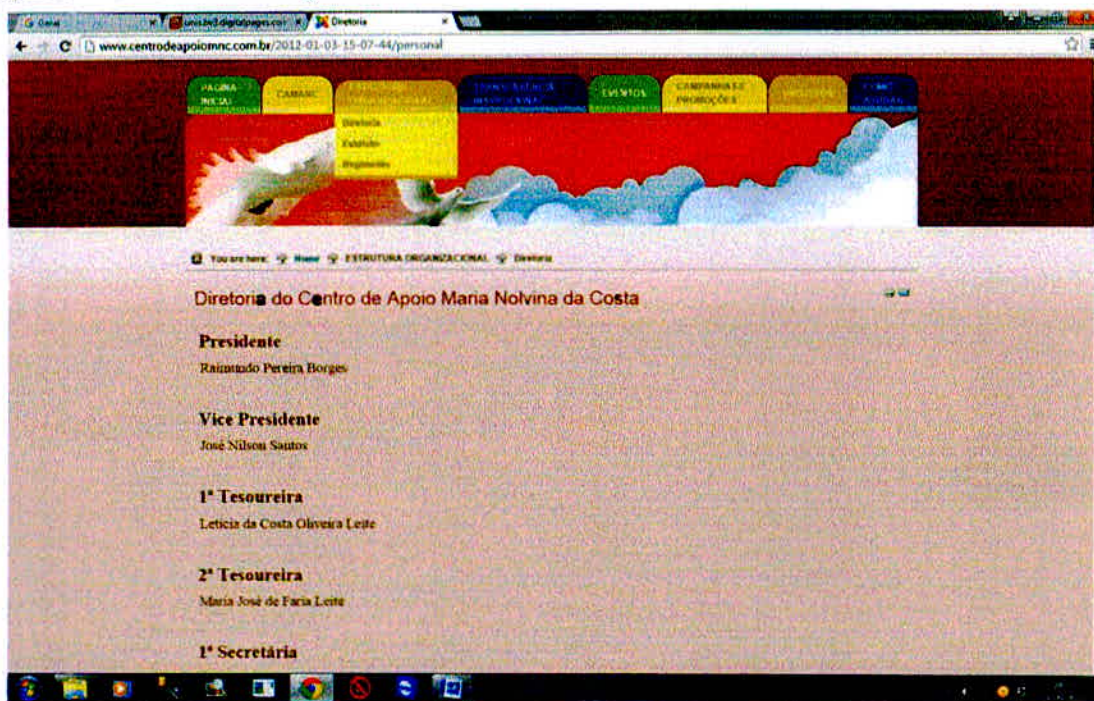 Diretoria
www.centrodeapoiomnc.com.br/2012-01-03-15-07-44/personal
PÁGINA INICIAL
CAMANC
EVENTOS
CAMPANHAS E PROMOÇÕES
Diretoria
Estatuto
Regimento
You are here: Home ESTRUTURA ORGANIZACIONAL Diretoria
Diretoria do Centro de Apoio Maria Nolvina da Costa
Presidente
Raimundo Pereira Borges
Vice Presidente
José Nilson Santos
1ª Tesoureira
Leticia da Costa Oliveira Leite
2ª Tesoureira
Maria José de Faria Leite
1ª Secretária